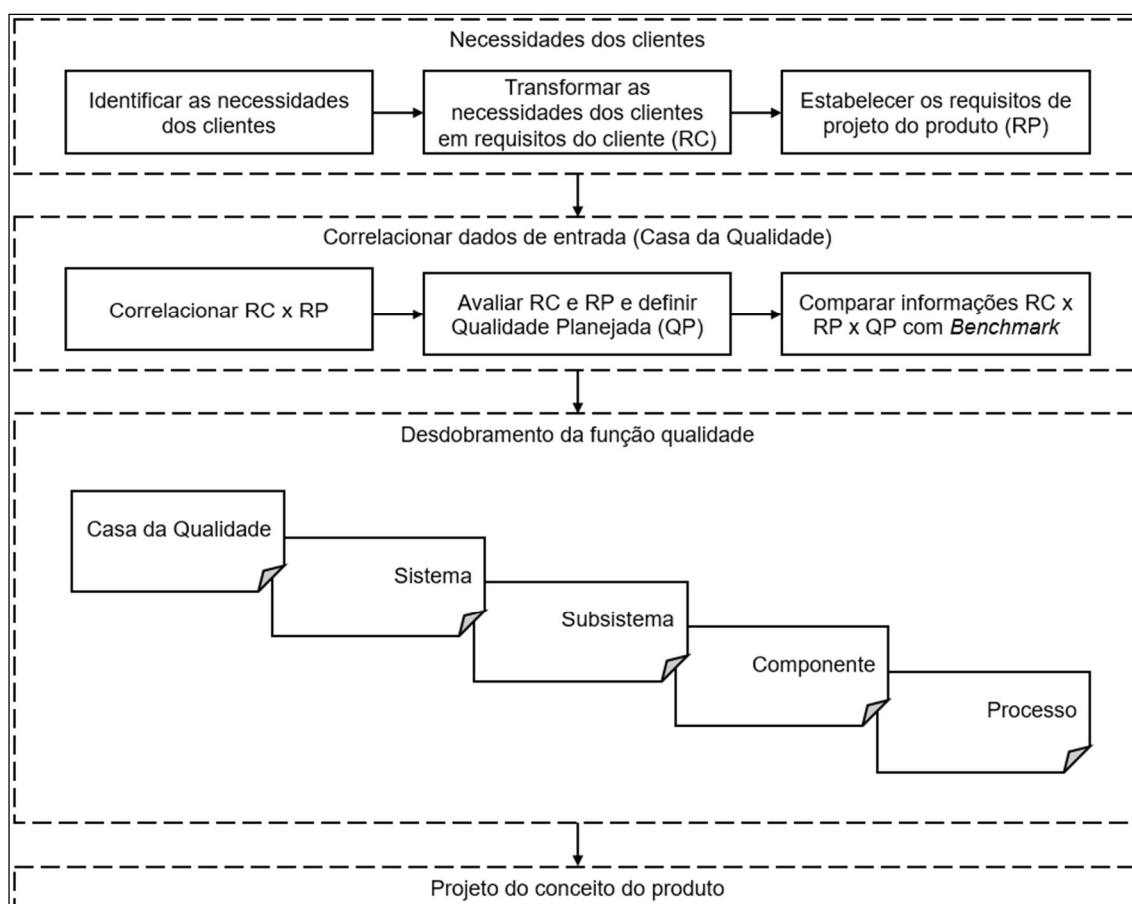 Necessidades dos clientes
Identificar as necessidades
dos clientes
Transformar as
necessidades dos clientes
em requisitos do cliente (RC)
Estabelecer os requisitos de
projeto do produto (RP)
Correlacionar dados de entrada (Casa da Qualidade)
Correlacionar RC x RP
Avaliar RC e RP e definir
Qualidade Planejada (QP)
Comparar informações RC x
RP x QP com Benchmark
Desdobramento da função qualidade
Casa da Qualidade
Sistema
Subsistema
Componente
Processo
Projeto do conceito do produto